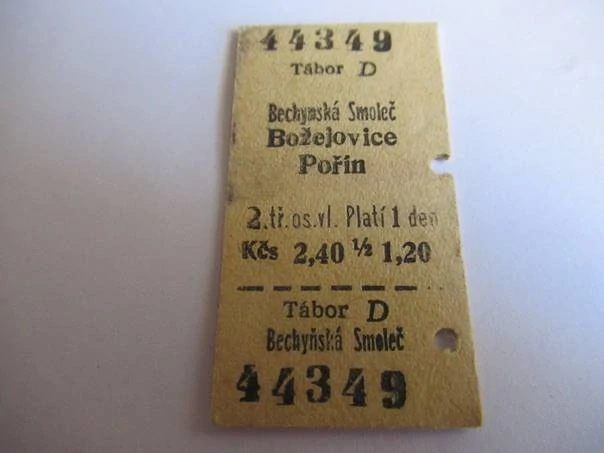 44349
Tábor D
Bechyňská Smoleč
Božejovice
Pořín
2. tř. os. vl. Platí 1 den
Kčs 2,40 ½ 1,20
Tábor D
Bechyňská Smoleč
44349